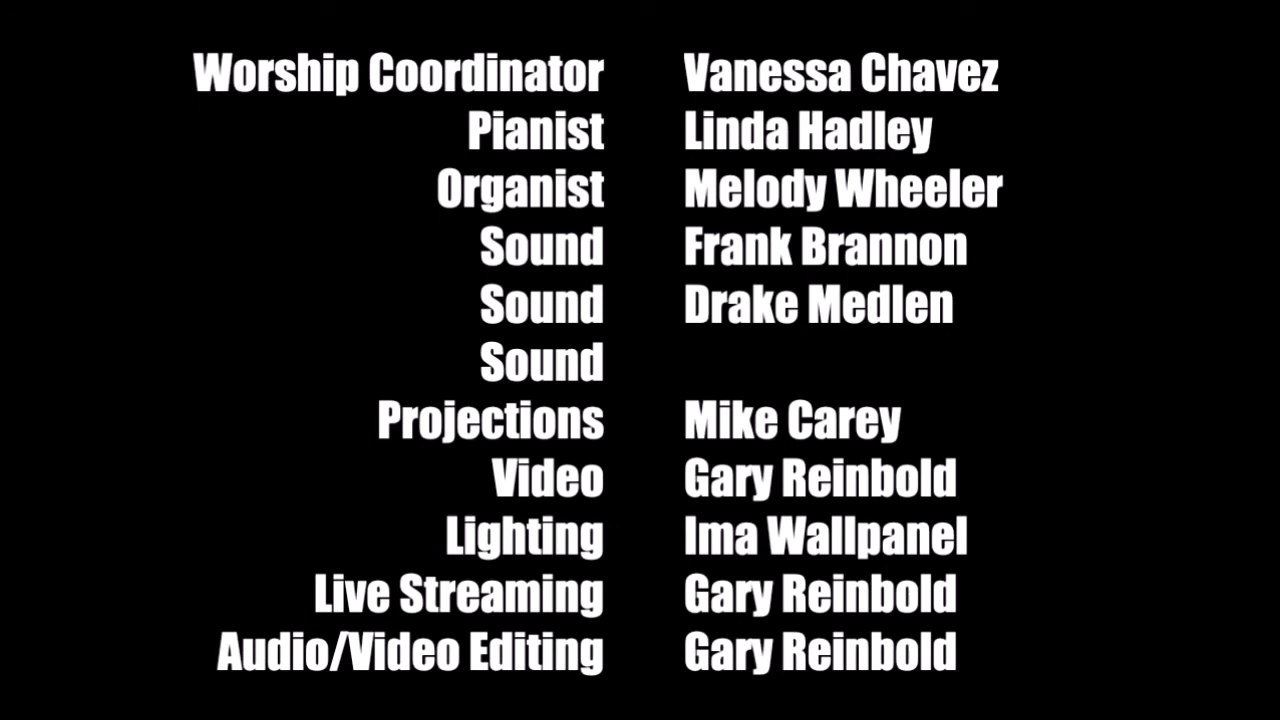 Worship Coordinator Vanessa Chavez
Pianist Linda Hadley
Organist Melody Wheeler
Sound Frank Brannon
Sound Drake Medlen
Sound
Projections Mike Carey
Video Gary Reinbold
Lighting Ima Wallpanel
Live Streaming Gary Reinbold
Audio/Video Editing Gary Reinbold